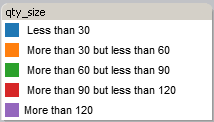 qty_size
Less than 30
More than 30 but less than 60
More than 60 but less than 90
More than 90 but less than 120
More than 120